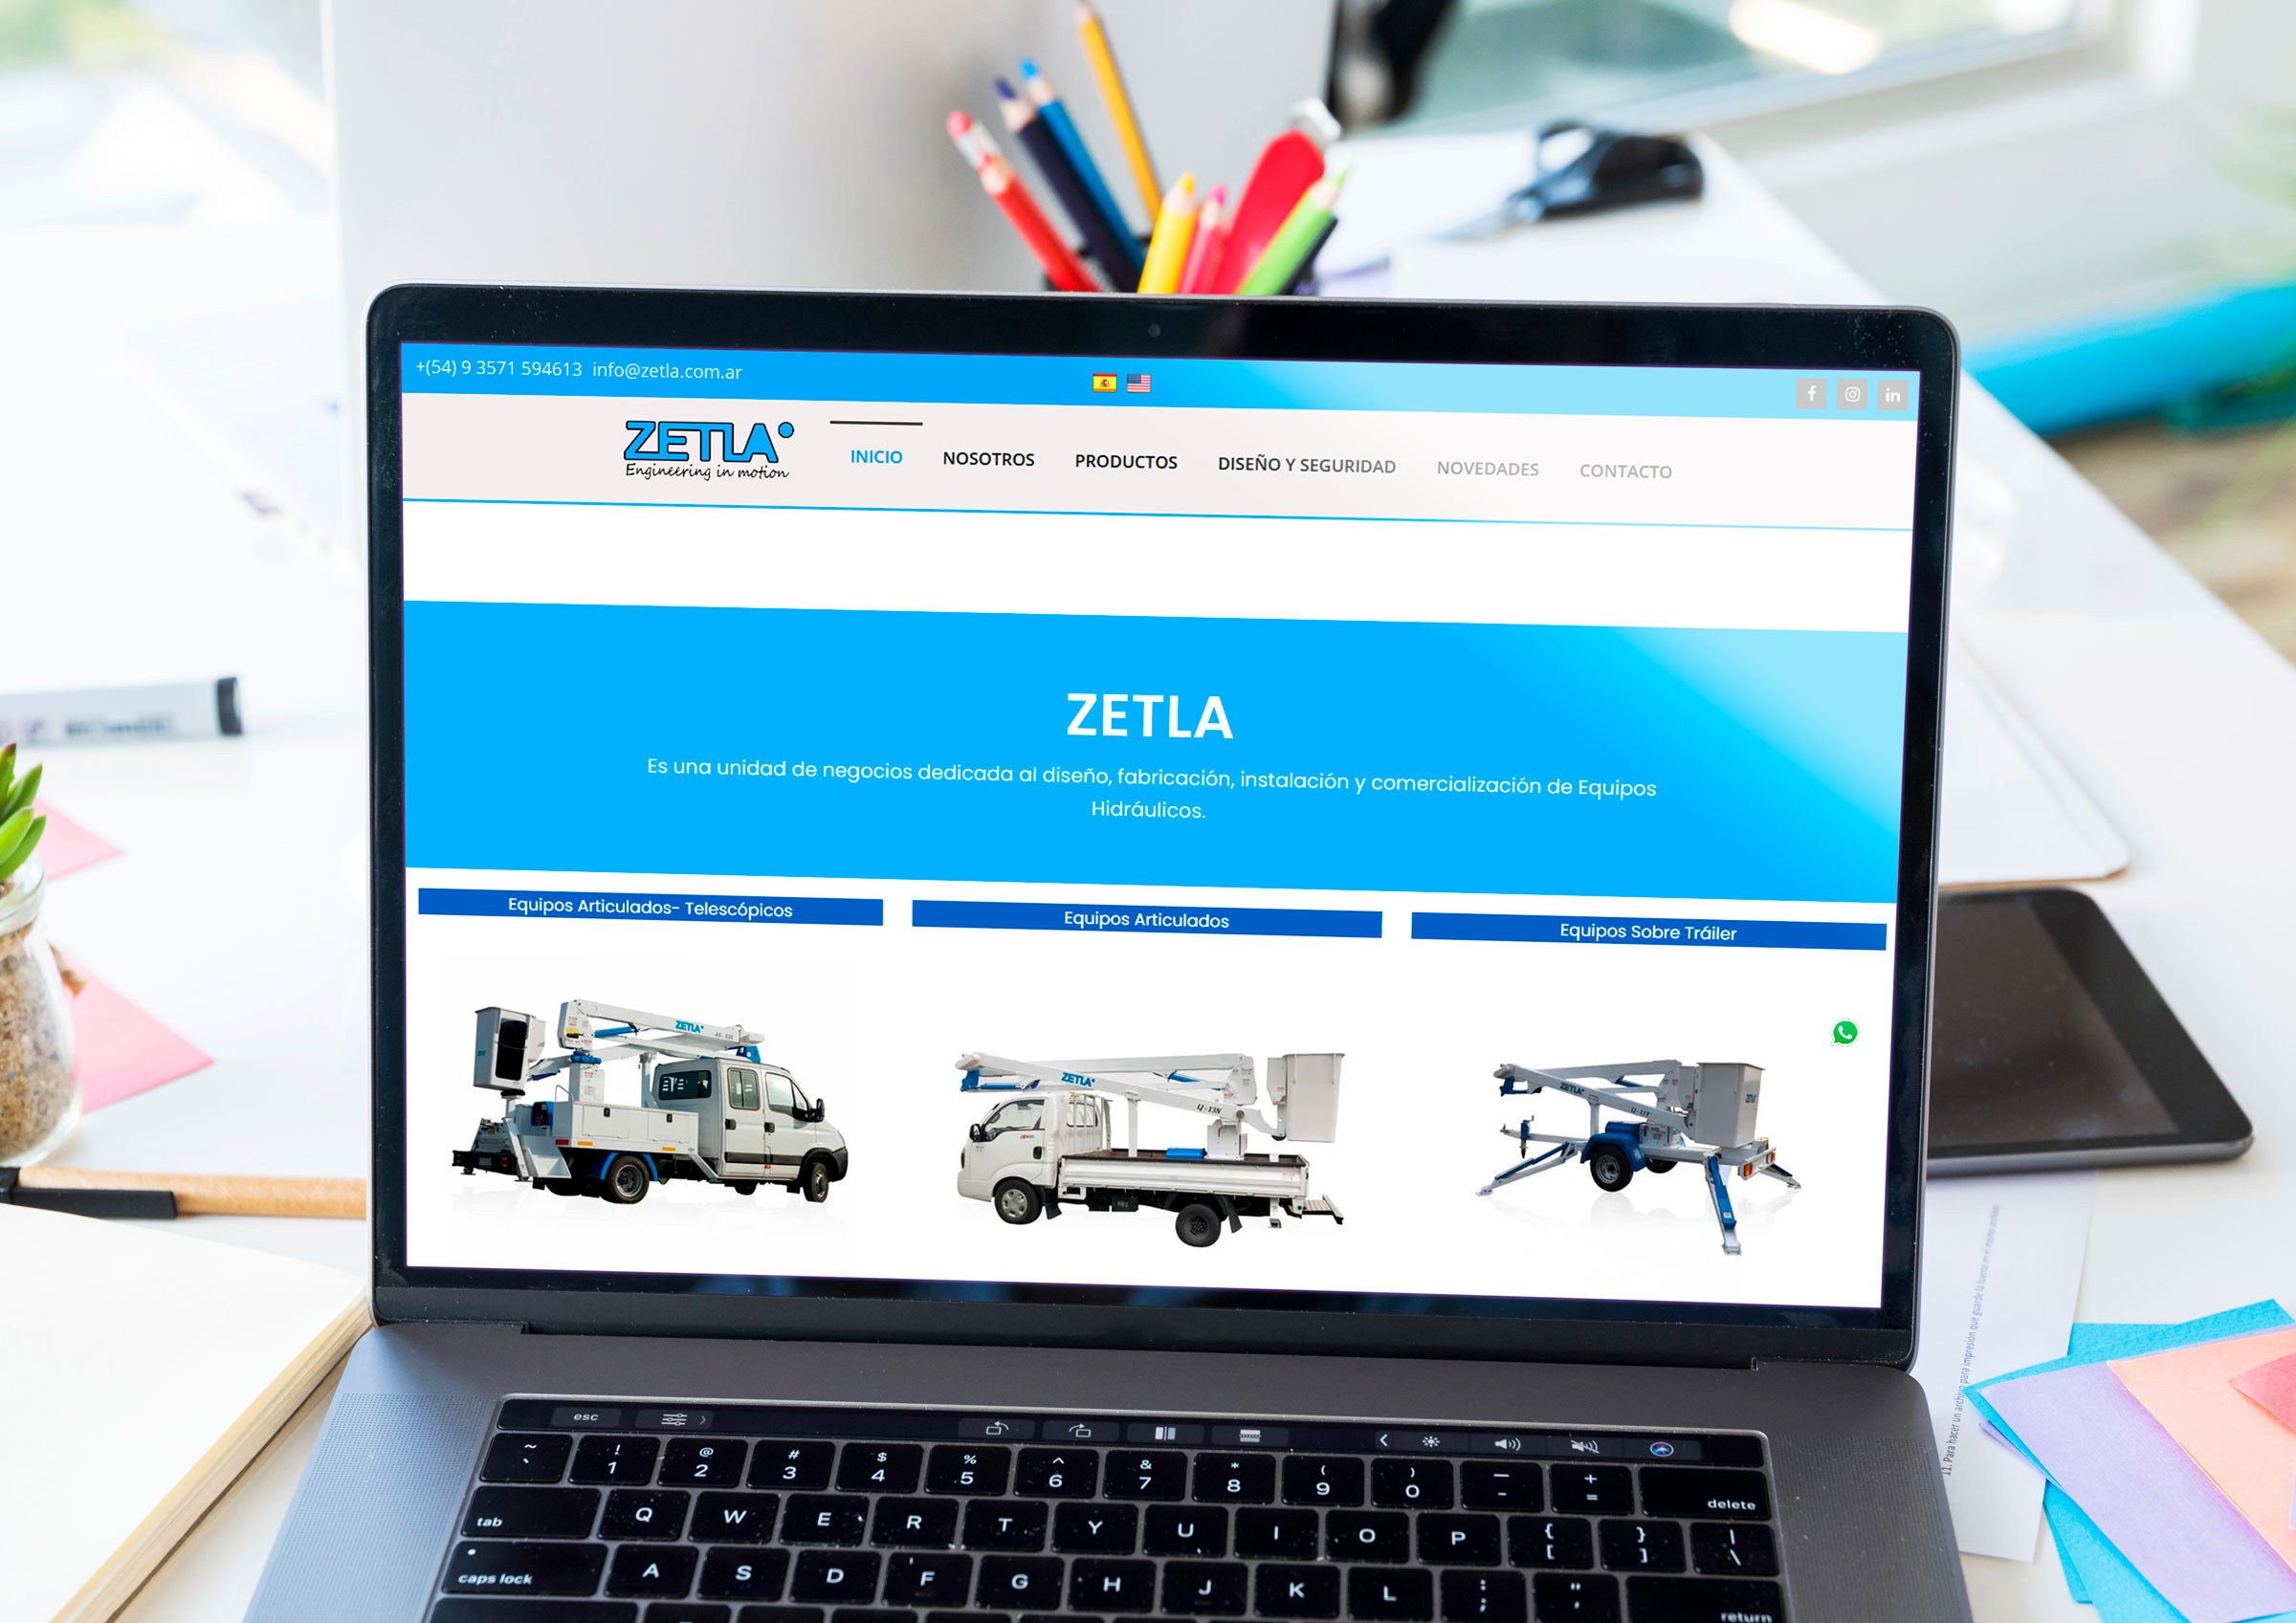 +(54) 9 3571 594613 info@zetla.com.ar
ZETLA
Engineering in motion
INICIO NOSOTROS PRODUCTOS DISEÑO Y SEGURIDAD NOVEDADES CONTACTO
ZETLA
Es una unidad de negocios dedicada al diseño, fabricación, instalación y comercialización de Equipos
Hidráulicos.
Equipos Articulados- Telescópicos
Equipos Articulados
Equipos Sobre Tráiler
ZETLA
ZETLA
ZETLA
11. Para hacer un archivo para impresión que guarde la fuente en el mismo archivo
esc
~ ! @ # $ % ^ & * ( ) — +
` 1 2 3 4 5 6 7 8 9 0 - =
delete
tab Q W E R T Y U I O P { } |
[ ] \
caps lock A S D F G H J K L : "
; '
return